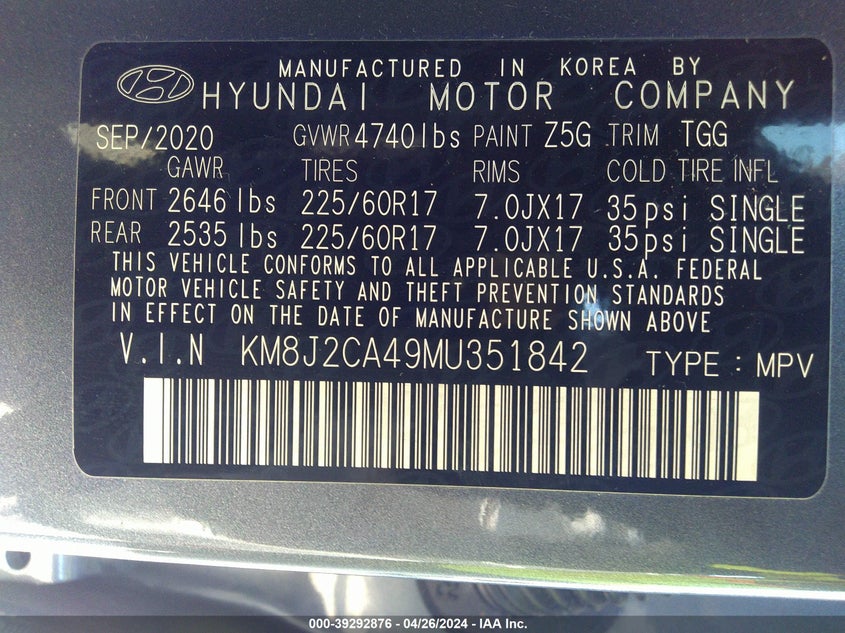 MANUFACTURED IN KOREA BY
HYUNDAI MOTOR COMPANY
SEP/2020 GVWR 4740lbs PAINT Z5G TRIM TGG
GAWR TIRES RIMS COLD TIRE INFL
FRONT 2646 lbs 225/60R17 7.0JX17 35psi SINGLE
REAR 2535 lbs 225/60R17 7.0JX17 35psi SINGLE
THIS VEHICLE CONFORMS TO ALL APPLICABLE U.S.A. FEDERAL
MOTOR VEHICLE SAFETY AND THEFT PREVENTION STANDARDS
IN EFFECT ON THE DATE OF MANUFACTURE SHOWN ABOVE
V.I.N KM8J2CA49MU351842 TYPE : MPV
000-39292876 - 04/26/2024 - IAA Inc.